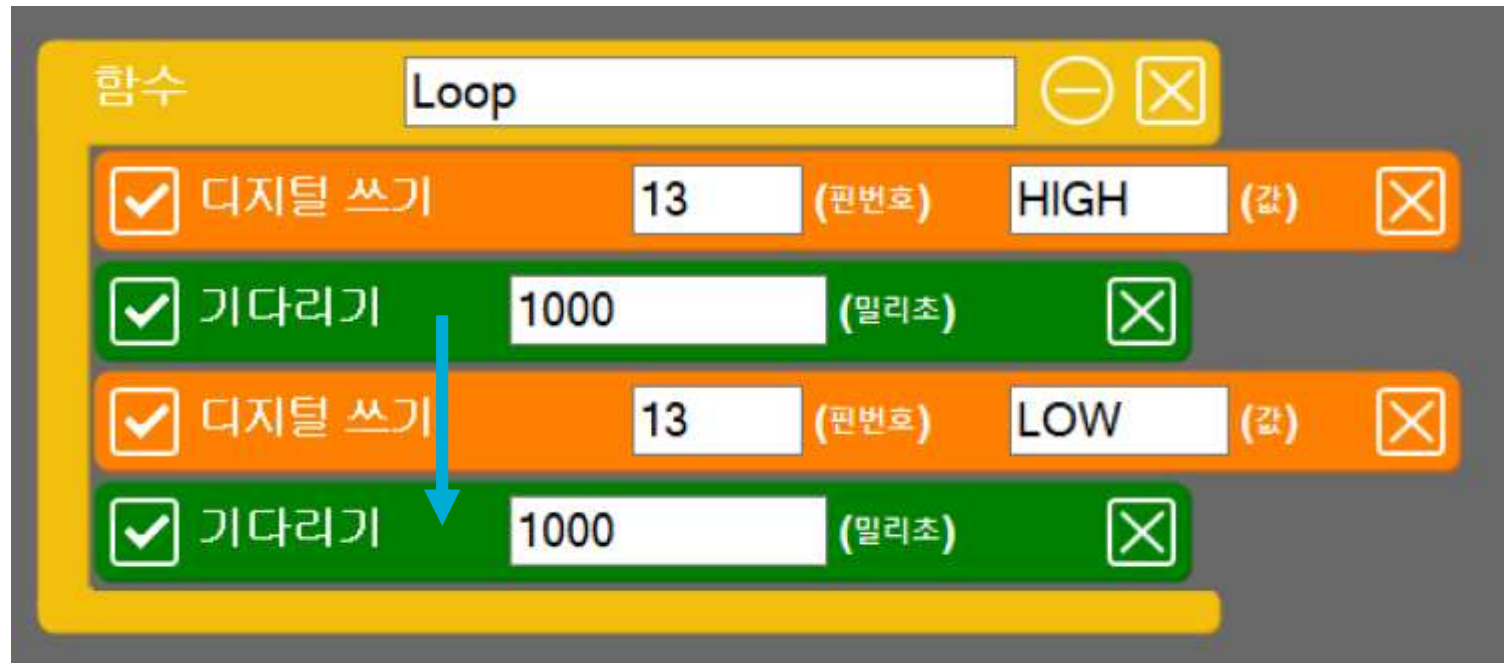 함수 Loop
디지털 쓰기 13 (핀번호) HIGH (값)
기다리기 1000 (밀리초)
디지털 쓰기 13 (핀번호) LOW (값)
기다리기 1000 (밀리초)